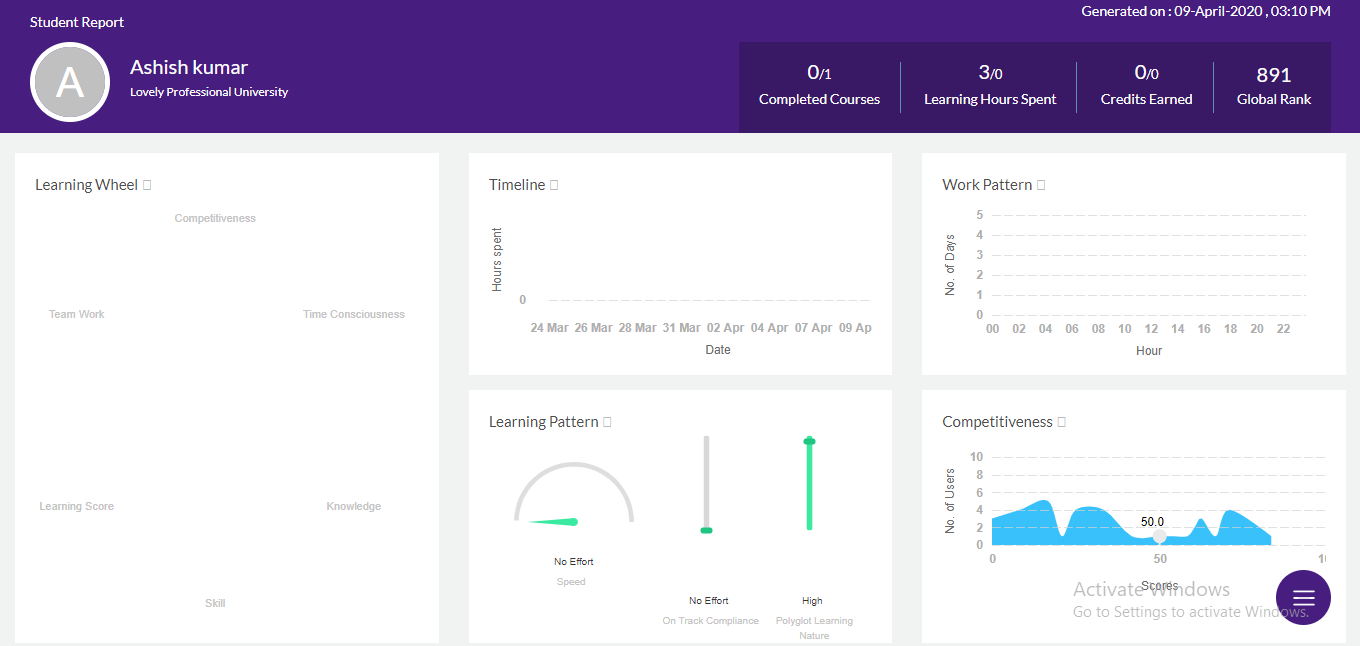 Student Report
Generated on : 09-April-2020 , 03:10 PM
A
Ashish kumar
Lovely Professional University
0/1
Completed Courses
3/0
Learning Hours Spent
0/0
Credits Earned
891
Global Rank
Learning Wheel
Competitiveness
Team Work
Time Consciousness
Learning Score
Knowledge
Skill
Timeline
Hours spent
0
24 Mar 26 Mar 28 Mar 31 Mar 02 Apr 04 Apr 07 Apr 09 Ap
Date
Work Pattern
No. of Days
5
4
3
2
1
0
00 02 04 06 08 10 12 14 16 18 20 22
Hour
Learning Pattern
No Effort
Speed
No Effort
On Track Compliance
High
Polyglot Learning
Nature
Competitiveness
No. of Users
10
8
6
4
2
0
50.0
0 50
Scores
Activate Windows
Go to Settings to activate Windows.